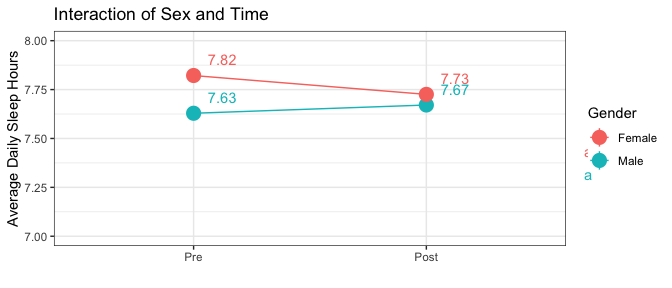 Interaction of Sex and Time
Average Daily Sleep Hours
8.00
7.75
7.50
7.25
7.00
7.82
7.63
7.73
7.67
Pre
Post
Gender
a Female
a Male